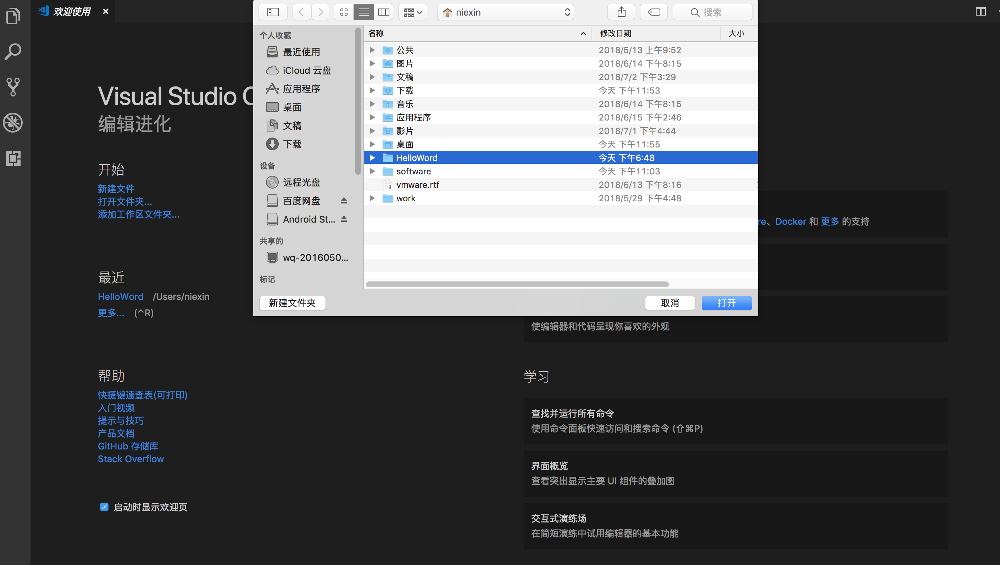 欢迎使用
Visual Studio
编辑进化
开始
新建文件
打开文件夹...
添加工作区文件夹...
最近
HelloWord /Users/niexin
更多... (^R)
帮助
快捷键速查表(可打印)
入门视频
提示与技巧
产品文档
GitHub 存储库
Stack Overflow
启动时显示欢迎页
niexin
搜索
个人收藏
最近使用
iCloud 云盘
应用程序
桌面
文稿
下载
设备
远程光盘
百度网盘
Android St...
共享的
wq-2016050...
标记
名称 修改日期 大小
公共 2018/5/13 上午9:52
图片 2018/6/14 下午8:15
文稿 2018/7/2 下午3:29
下载 今天 下午11:53
音乐 2018/6/14 下午8:15
应用程序 2018/6/15 下午2:46
影片 2018/7/1 下午4:44
桌面 今天 下午11:55
HelloWord 今天 下午6:48
software 今天 下午11:03
vmware.rtf 2018/6/13 下午8:16
work 2018/5/29 下午4:48
新建文件夹 取消 打开
、Docker 和 更多 的支持
使编辑器和代码呈现你喜欢的外观
学习
查找并运行所有命令
使用命令面板快速访问和搜索命令 (⇧⌘P)
界面概览
查看突出显示主要 UI 组件的叠加图
交互式演练场
在简短演练中试用编辑器的基本功能